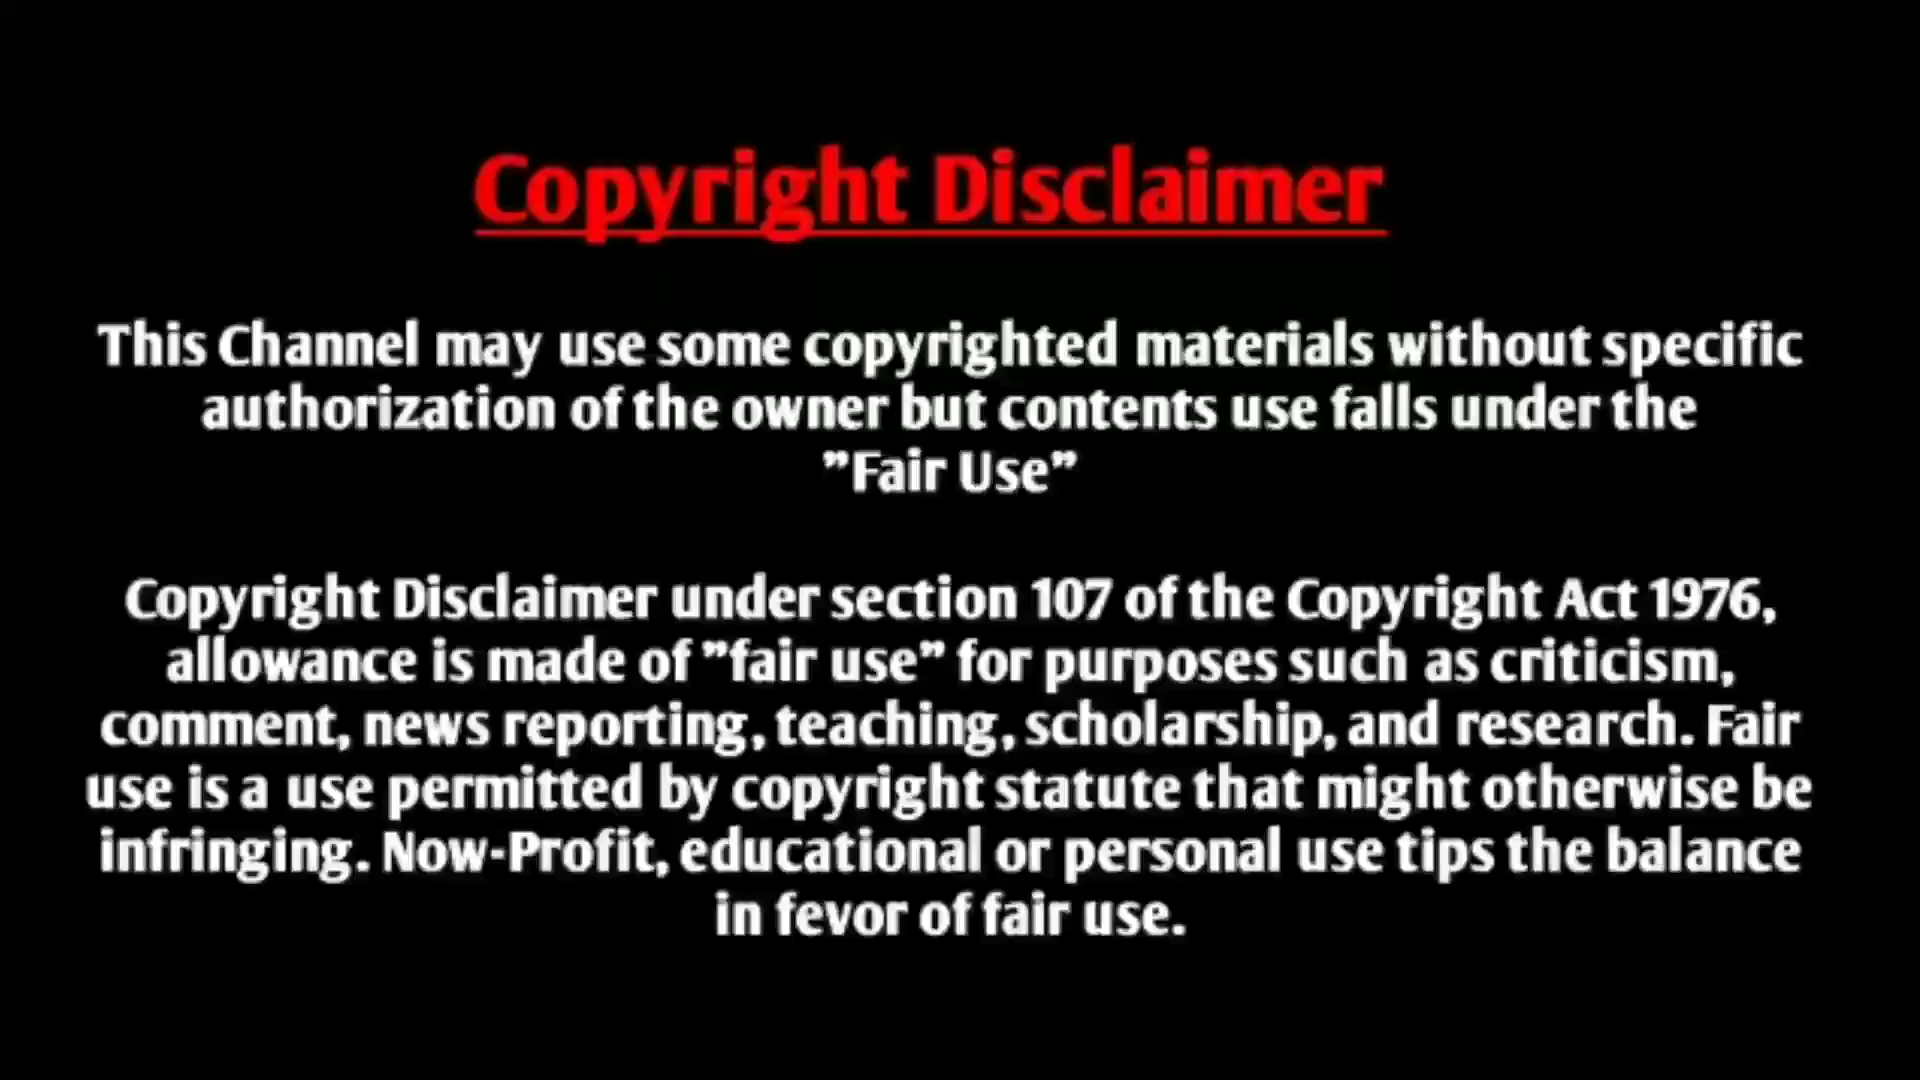 Copyright Disclaimer
This Channel may use some copyrighted materials without specific
authorization of the owner but contents use falls under the
"Fair Use"
Copyright Disclaimer under section 107 of the Copyright Act 1976,
allowance is made of "fair use" for purposes such as criticism,
comment, news reporting, teaching, scholarship, and research. Fair
use is a use permitted by copyright statute that might otherwise be
infringing. Now-Profit, educational or personal use tips the balance
in fevor of fair use.